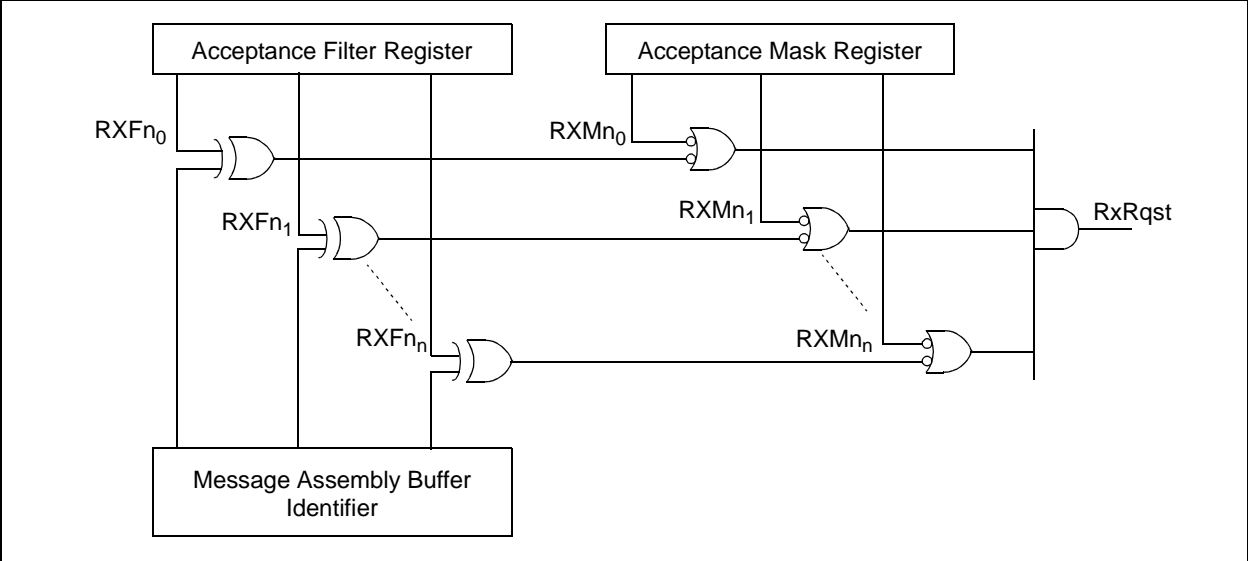 Acceptance Filter Register
Acceptance Mask Register
RXFn0
RXMn0
RXFn1
RXMn1
RxRqst
RXFnn
RXMnn
Message Assembly Buffer
Identifier